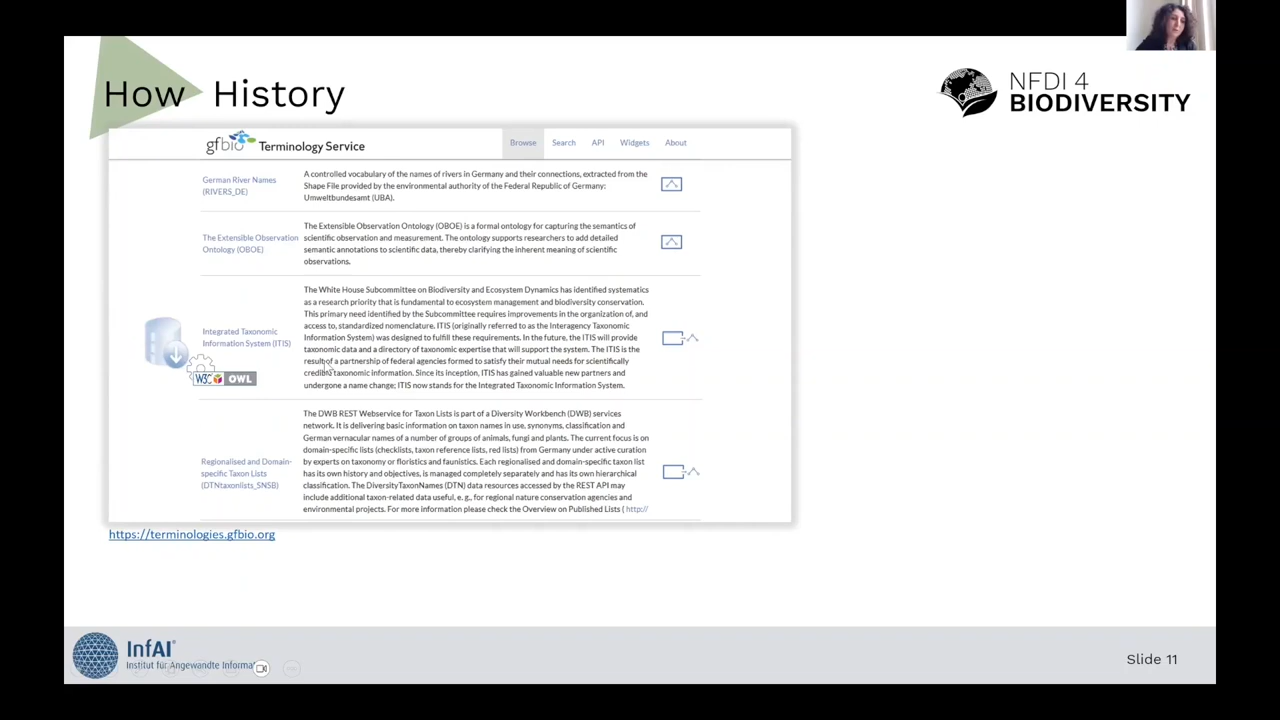 How History
NFDI 4
BIODIVERSITY
gfbio Terminology Service
Browse Search API Widgets About
German River Names
(RIVERS_DE)
A controlled vocabulary of the names of rivers in Germany and their connections, extracted from the
Shape File provided by the environmental authority of the Federal Republic of Germany:
Umweltbundesamt (UBA).
The Extensible Observation
Ontology (OBOE)
The Extensible Observation Ontology (OBOE) is a formal ontology for capturing the semantics of
scientific observation and measurement. The ontology supports researchers to add detailed
semantic annotations to scientific data, thereby clarifying the inherent meaning of scientific
observations.
Integrated Taxonomic
Information System (ITIS)
The White House Subcommittee on Biodiversity and Ecosystem Dynamics has identified systematics
as a research priority that is fundamental to ecosystem management and biodiversity conservation.
This primary need identified by the Subcommittee requires improvements in the organization of, and
access to, standardized nomenclature. ITIS (originally referred to as the Interagency Taxonomic
Information System) was designed to fulfill these requirements. In the future, the ITIS will provide
taxonomic data and a directory of taxonomic expertise that will support the system. The ITIS is the
result of a partnership of federal agencies formed to satisfy their mutual needs for scientifically
credible taxonomic information. Since its inception, ITIS has gained valuable new partners and
undergone a name change; ITIS now stands for the Integrated Taxonomic Information System.
W3C OWL
Regionalised and Domain-
specific Taxon Lists
(DTNtaxonlists_SNSB)
The DWB REST Webservice for Taxon Lists is part of a Diversity Workbench (DWB) services
network. It is delivering basic information on taxon names in use, synonyms, classification and
German vernacular names of a number of groups of animals, fungi and plants. The current focus is on
domain-specific lists (checklists, taxon reference lists, red lists) from Germany under active curation
by experts on taxonomy or floristics and faunistics. Each regionalised and domain-specific taxon list
has its own history and objectives, is managed completely separately and has its own hierarchical
classification. The DiversityTaxonNames (DTN) data resources accessed by the REST API may
include additional taxon-related data useful, e. g., for regional nature conservation agencies and
environmental projects. For more information please check the Overview on Published Lists ( http://
https://terminologies.gfbio.org
InfAI®
Institut für Angewandte Informa
Slide 11